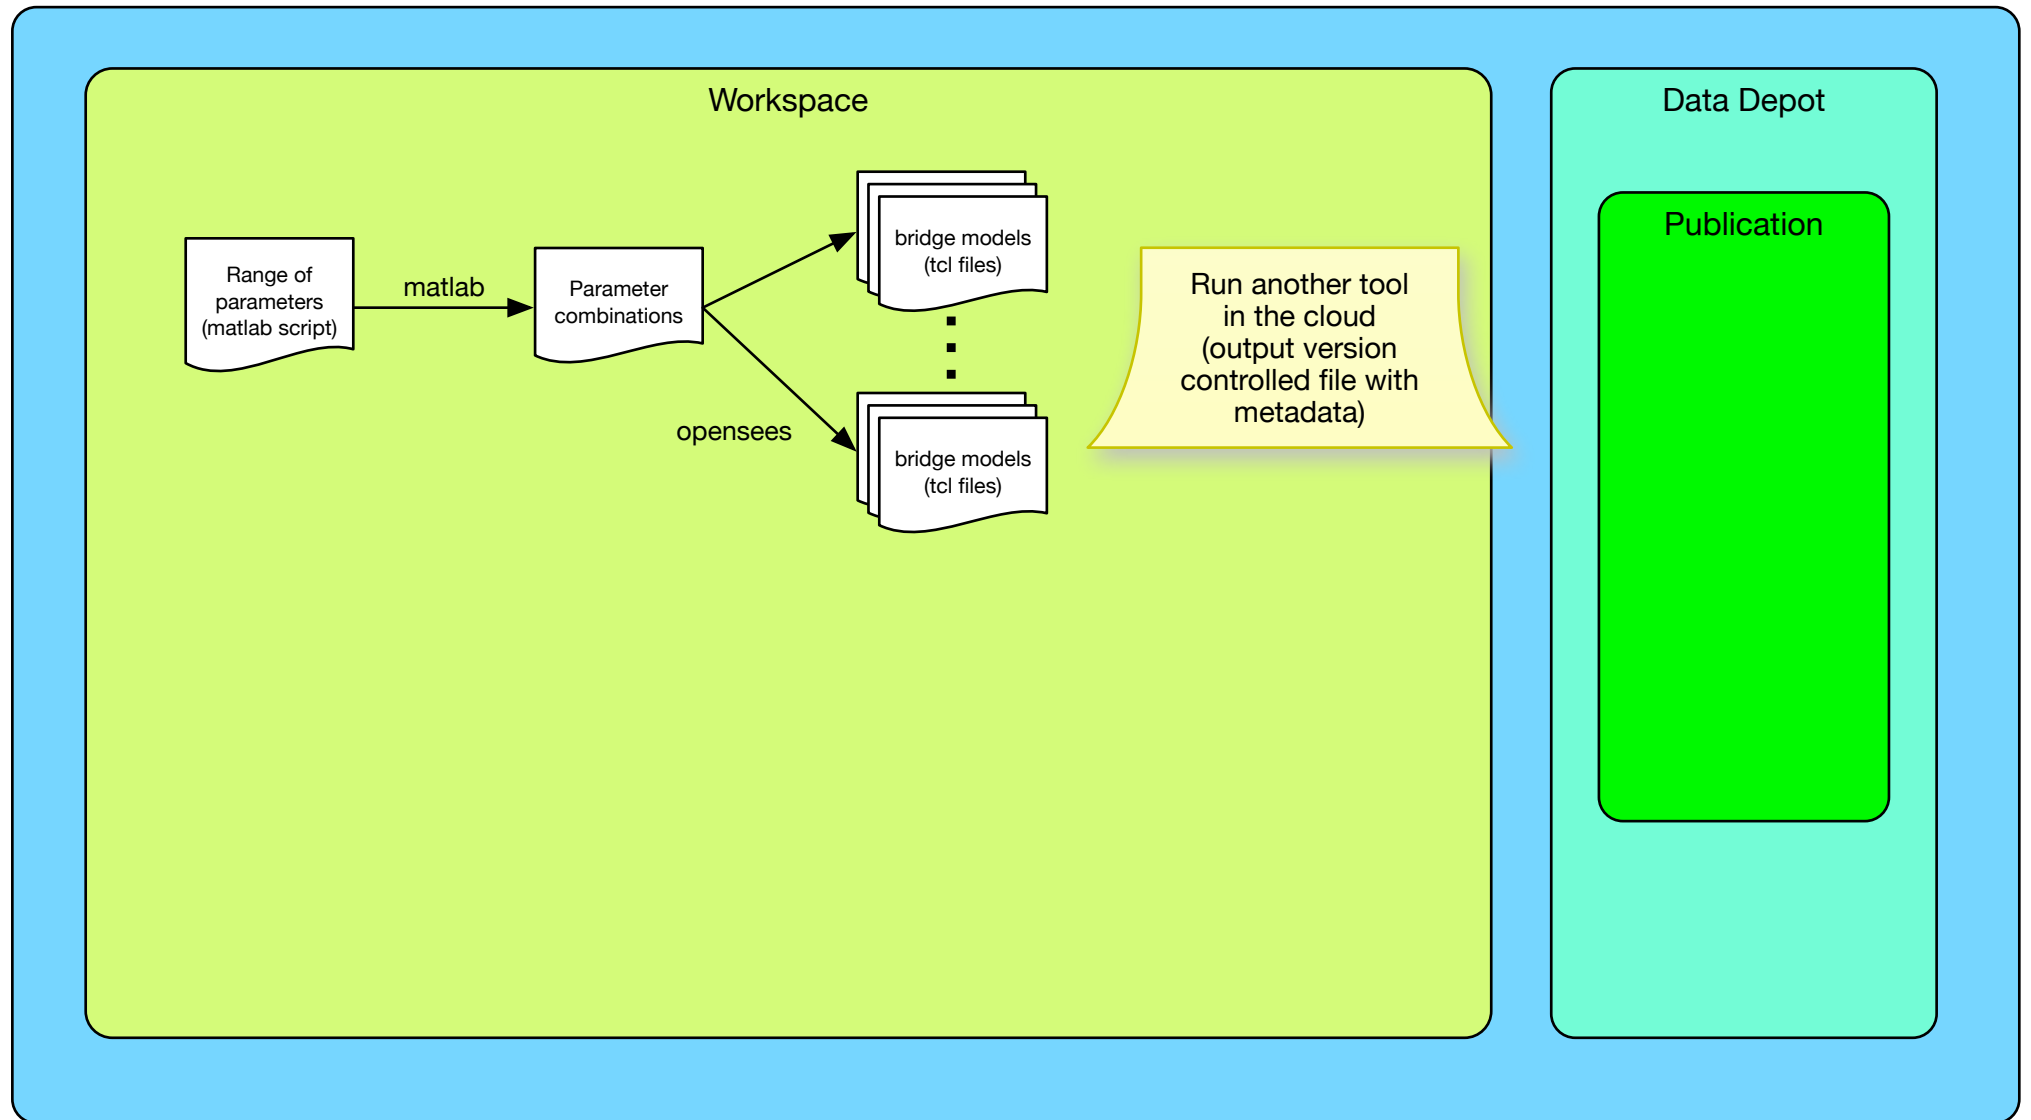 Workspace
Data Depot
Publication
Range of
parameters
(matlab script)
matlab
Parameter
combinations
opensees
bridge models
(tcl files)
bridge models
(tcl files)
Run another tool
in the cloud
(output version
controlled file with
metadata)